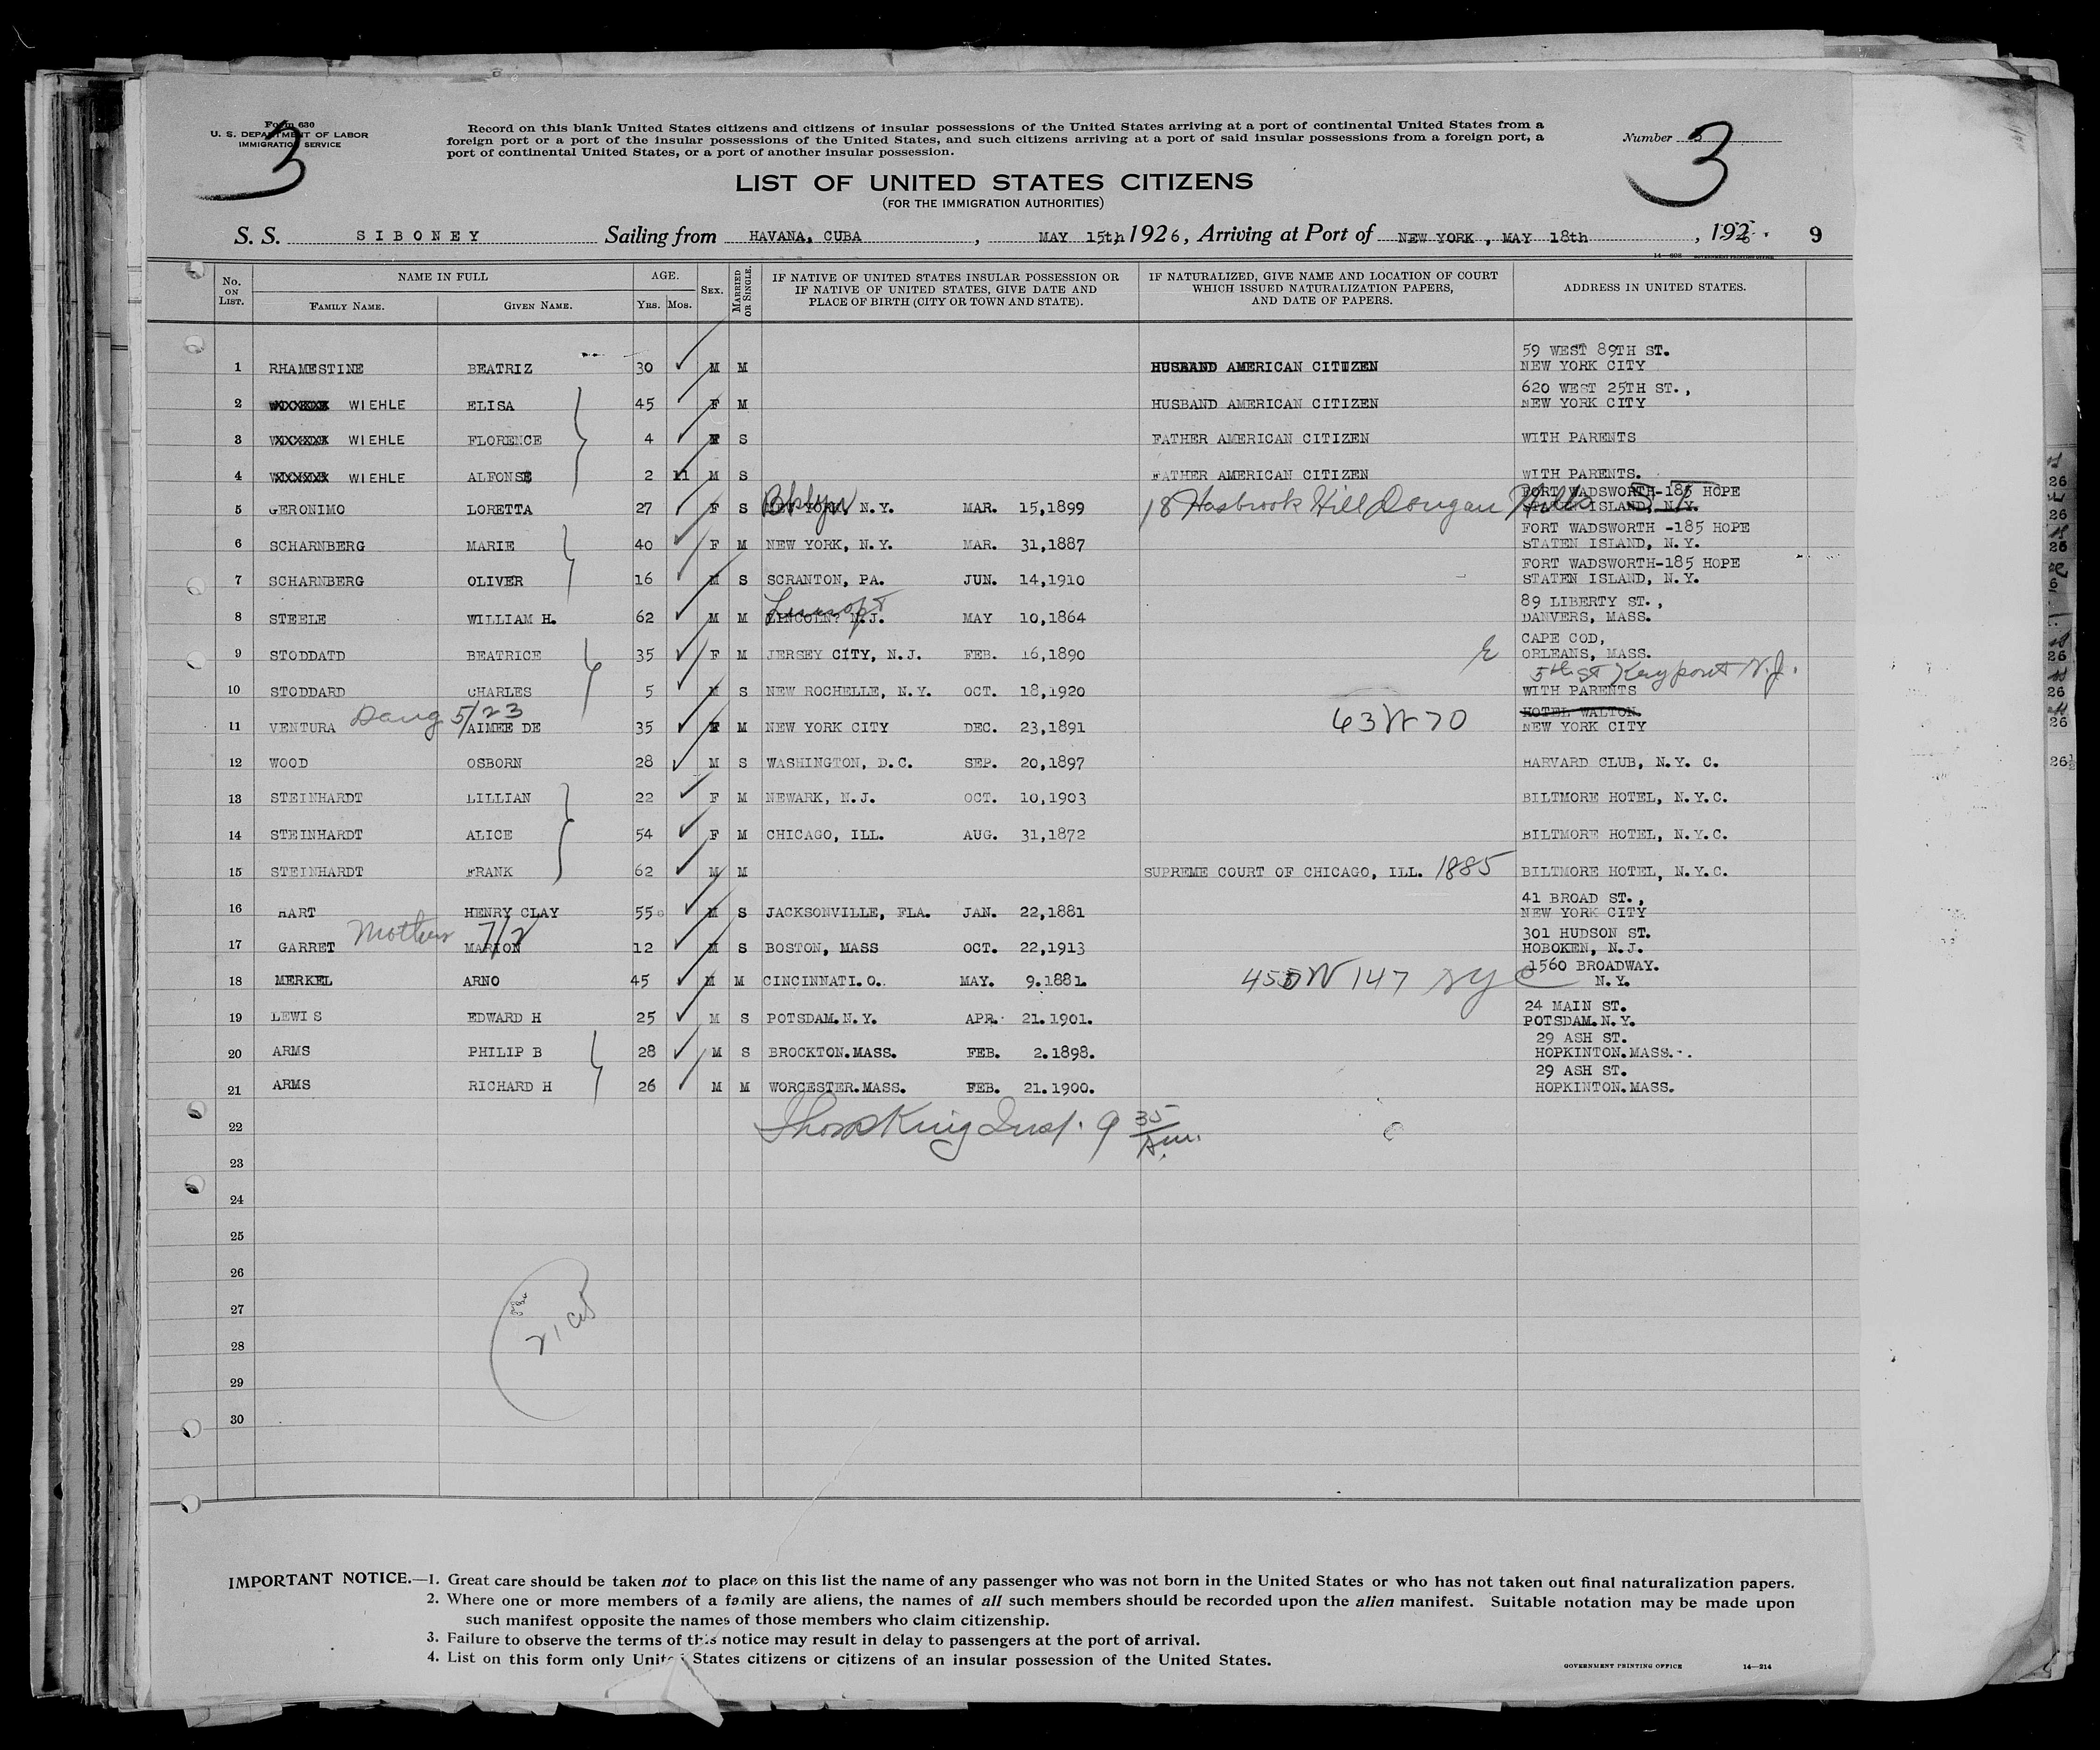 Form 630
U. S. DEPARTMENT OF LABOR
IMMIGRATION SERVICE
3
Record on this blank United States citizens and citizens of insular possessions of the United States arriving at a port of continental United States from a
foreign port or a port of the insular possessions of the United States, and such citizens arriving at a port of said insular possessions from a foreign port, a
port of continental United States, or a port of another insular possession.
Number 3
3
LIST OF UNITED STATES CITIZENS
(FOR THE IMMIGRATION AUTHORITIES)
S. S. SIBONEY Sailing from HAVANA, CUBA , MAY 15th 1926, Arriving at Port of NEW YORK , MAY 18th , 1926. 9
No. ON LIST. NAME IN FULL FAMILY NAME. GIVEN NAME. AGE. YRS. MOS. SEX. MARRIED OR SINGLE. IF NATIVE OF UNITED STATES INSULAR POSSESSION OR IF NATIVE OF UNITED STATES, GIVE DATE AND PLACE OF BIRTH (CITY OR TOWN AND STATE). IF NATURALIZED, GIVE NAME AND LOCATION OF COURT WHICH ISSUED NATURALIZATION PAPERS, AND DATE OF PAPERS. ADDRESS IN UNITED STATES.
59 WEST 89TH ST.
1 RHAMESTINE BEATRIZ 30 M M HUSBAND AMERICAN CITIZEN NEW YORK CITY
620 WEST 25TH ST.,
2 WIEHLE ELISA 45 F M HUSBAND AMERICAN CITIZEN NEW YORK CITY
3 WIEHLE FLORENCE 4 F S FATHER AMERICAN CITIZEN WITH PARENTS
4 WIEHLE ALFONSE 2 11 M S FATHER AMERICAN CITIZEN WITH PARENTS.
FORT WADSWORTH-185 HOPE
5 GERONIMO LORETTA 27 F S Bklyn NEW YORK, N.Y. MAR. 15,1899 18 Hasbrook Hill Dongan Hills S.I. STATEN ISLAND, N.Y.
FORT WADSWORTH -185 HOPE
6 SCHARNBERG MARIE 40 F M NEW YORK, N.Y. MAR. 31,1887 STATEN ISLAND, N.Y.
FORT WADSWORTH-185 HOPE
7 SCHARNBERG OLIVER 16 M S SCRANTON, PA. JUN. 14,1910 STATEN ISLAND, N.Y.
89 LIBERTY ST.,
8 STEELE WILLIAM H. 62 M M LINCOLN? N.J. MAY 10,1864 DANVERS, MASS.
CAPE COD,
9 STODDATD BEATRICE 35 F M JERSEY CITY, N.J. FEB. 16,1890 ORLEANS, MASS.
5th St Keyport N.J.
10 STODDARD CHARLES 5 M S NEW ROCHELLE, N.Y. OCT. 18,1920 WITH PARENTS
Daug 5/23 HOTEL WALTON
11 VENTURA AIMEE DE 35 F M NEW YORK CITY DEC. 23,1891 63 W 70 NEW YORK CITY
12 WOOD OSBORN 28 M S WASHINGTON, D.C. SEP. 20,1897 HARVARD CLUB, N.Y. C.
13 STEINHARDT LILLIAN 22 F M NEWARK, N.J. OCT. 10,1903 BILTMORE HOTEL, N.Y.C.
14 STEINHARDT ALICE 54 F M CHICAGO, ILL. AUG. 31,1872 BILTMORE HOTEL, N.Y.C.
15 STEINHARDT FRANK 62 M M SUPREME COURT OF CHICAGO, ILL. 1885 BILTMORE HOTEL, N.Y.C.
41 BROAD ST.,
16 HART HENRY CLAY 55 M S JACKSONVILLE, FLA. JAN. 22,1881 NEW YORK CITY
Mother 7/2 301 HUDSON ST.
17 GARRET MARION 12 M S BOSTON, MASS OCT. 22,1913 HOBOKEN, N.J.
1560 BROADWAY.
18 MERKEL ARNO 45 M M CINCINNATI.O. MAY. 9.1881. 455 W 147 NYC N.Y.
24 MAIN ST.
19 LEWIS EDWARD H 25 M S POTSDAM.N.Y. APR. 21.1901. POTSDAM.N.Y.
29 ASH ST.
20 ARMS PHILIP B 28 M S BROCKTON.MASS. FEB. 2.1898. HOPKINTON.MASS.
29 ASH ST.
21 ARMS RICHARD H 26 M M WORCESTER.MASS. FEB. 21.1900. HOPKINTON.MASS.
22 Thos King Insp. 9 35 Am.
23
24
25
26
27
28
29
30
IMPORTANT NOTICE.—1. Great care should be taken not to place on this list the name of any passenger who was not born in the United States or who has not taken out final naturalization papers.
2. Where one or more members of a family are aliens, the names of all such members should be recorded upon the alien manifest. Suitable notation may be made upon
such manifest opposite the names of those members who claim citizenship.
3. Failure to observe the terms of this notice may result in delay to passengers at the port of arrival.
4. List on this form only United States citizens or citizens of an insular possession of the United States.
GOVERNMENT PRINTING OFFICE 14—214